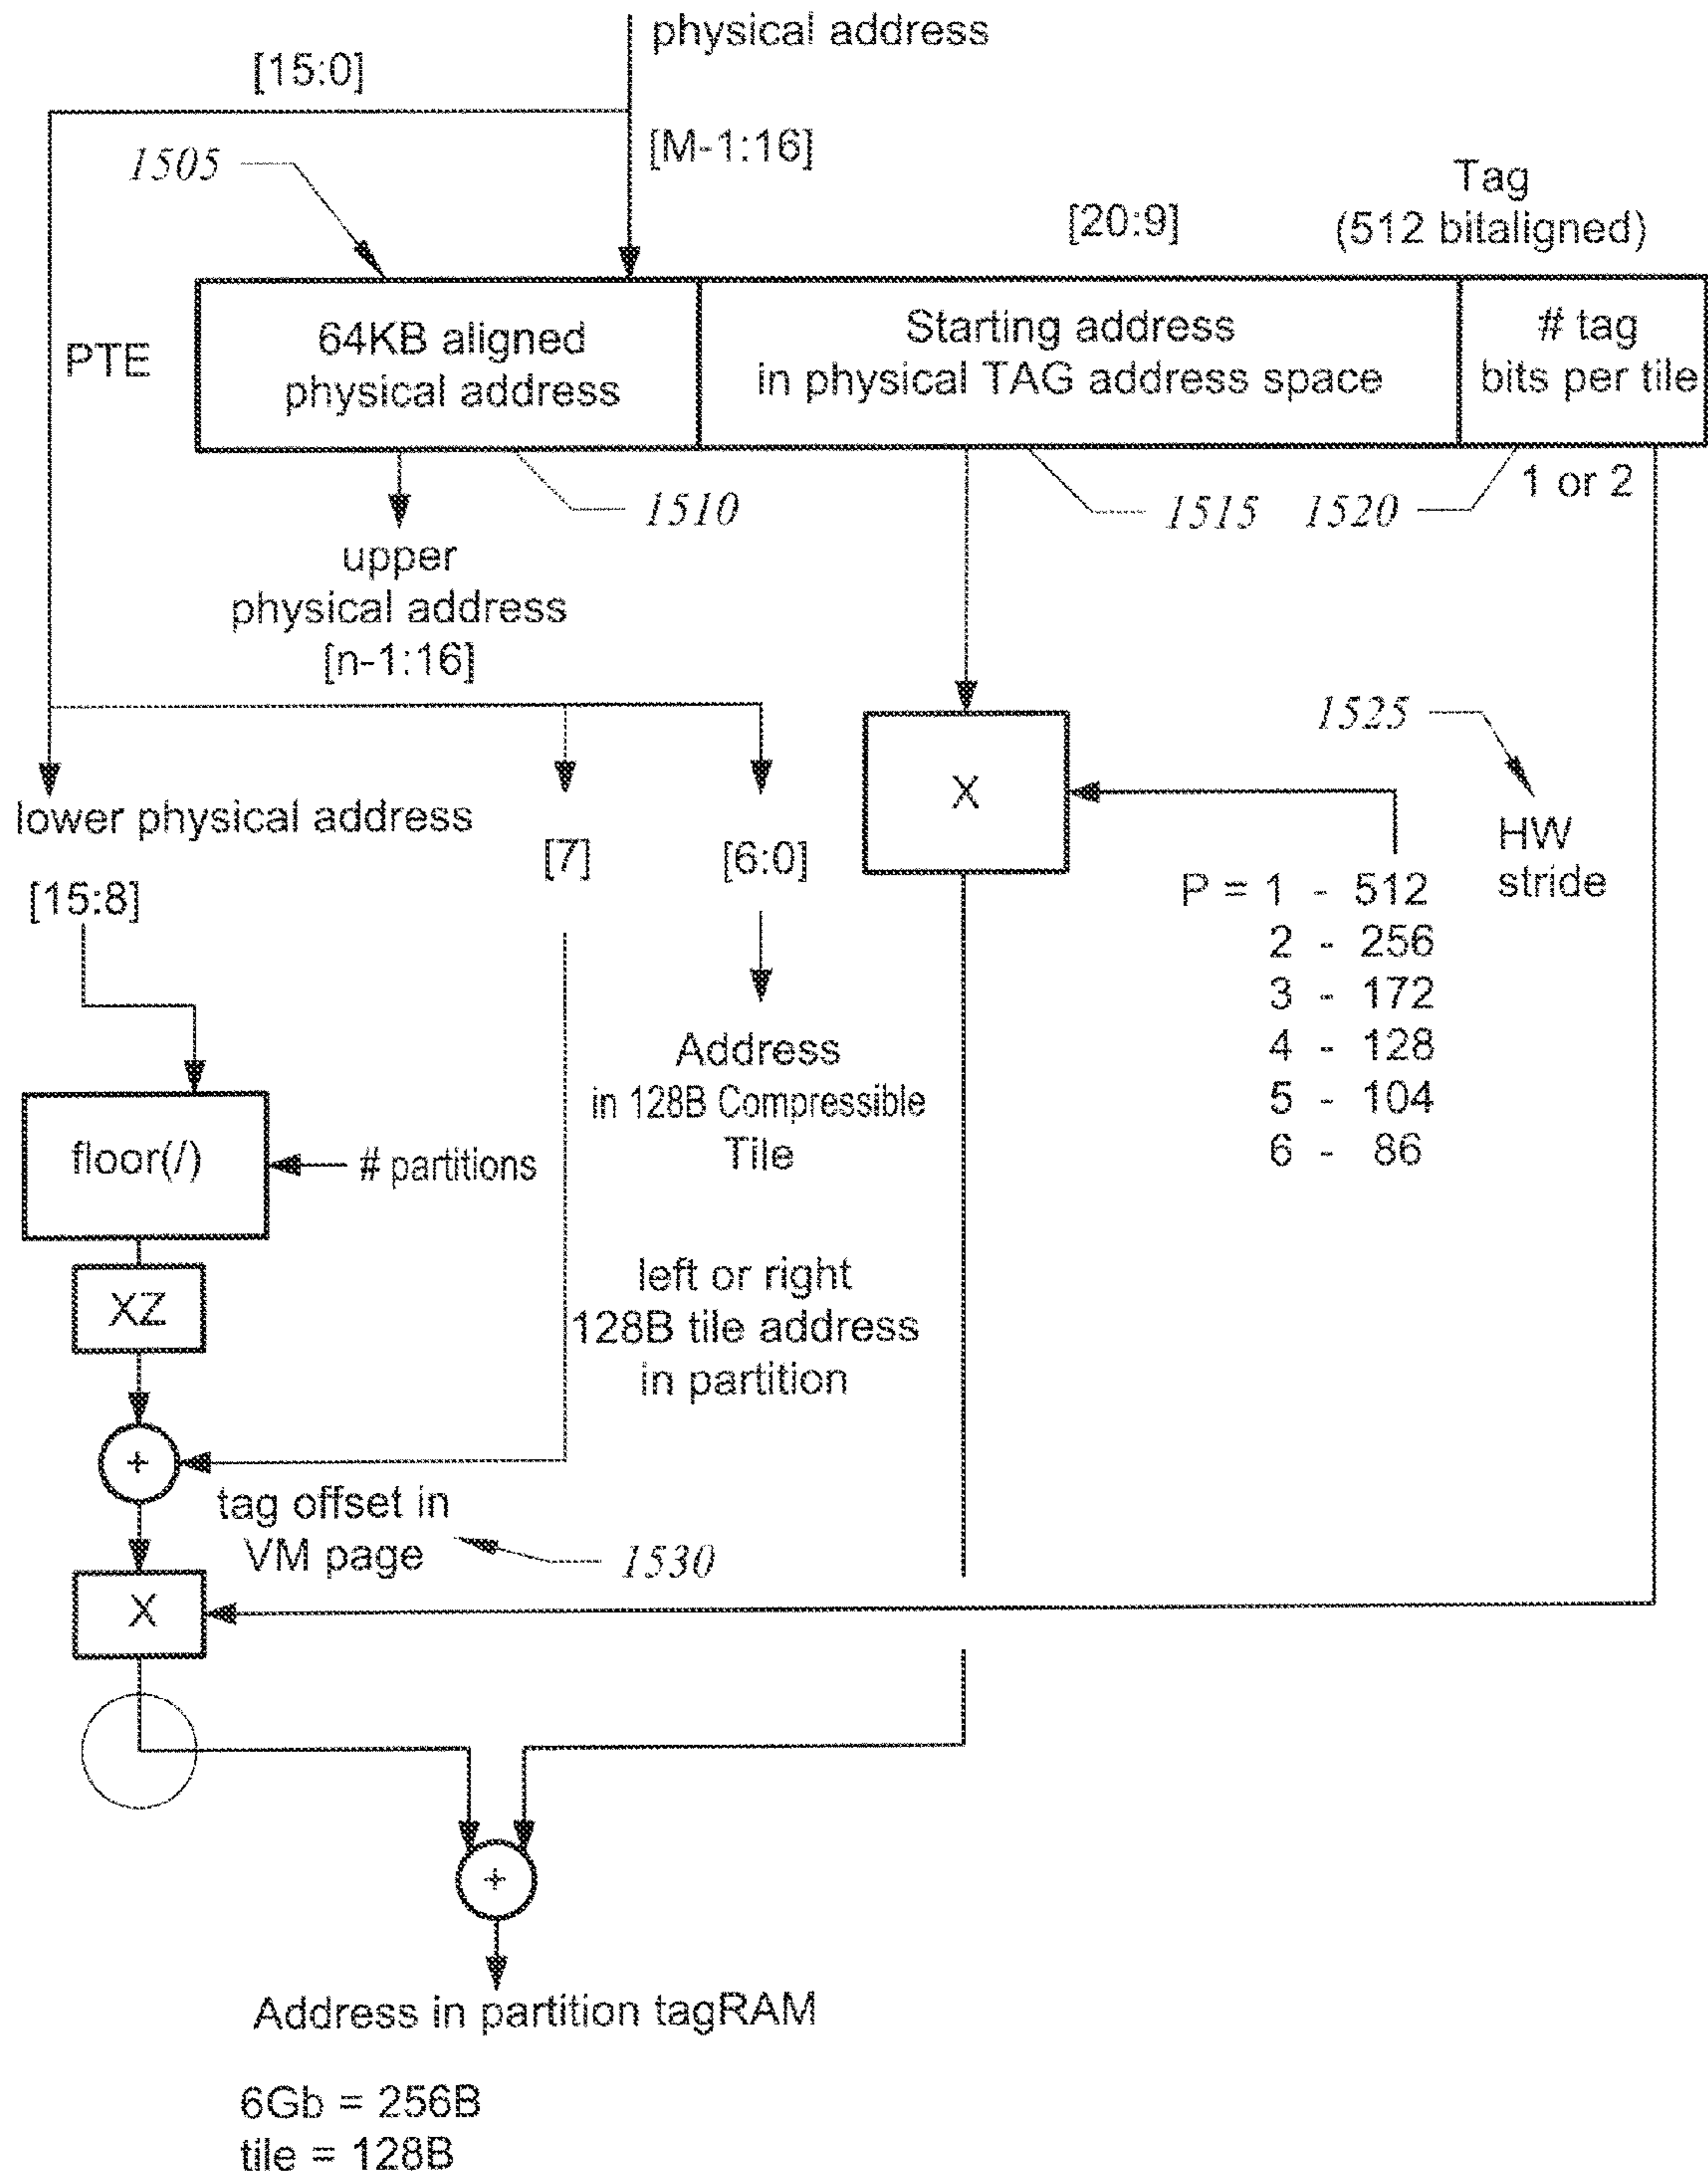 physical address
[15:0]
[M-1:16]
1505
[20:9]
Tag
(512 bitaligned)
PTE
64KB aligned
physical address
Starting address
in physical TAG address space
# tag
bits per tile
1510
1515
1520
1 or 2
upper
physical address
[n-1:16]
1525
HW
stride
lower physical address
[15:8]
[7]
[6:0]
X
P = 1 - 512
2 - 256
3 - 172
4 - 128
5 - 104
6 - 86
Address
in 128B Compressible
Tile
floor(/)
# partitions
XZ
left or right
128B tile address
in partition
+
tag offset in
VM page
1530
X
+
Address in partition tagRAM
6Gb = 256B
tile = 128B